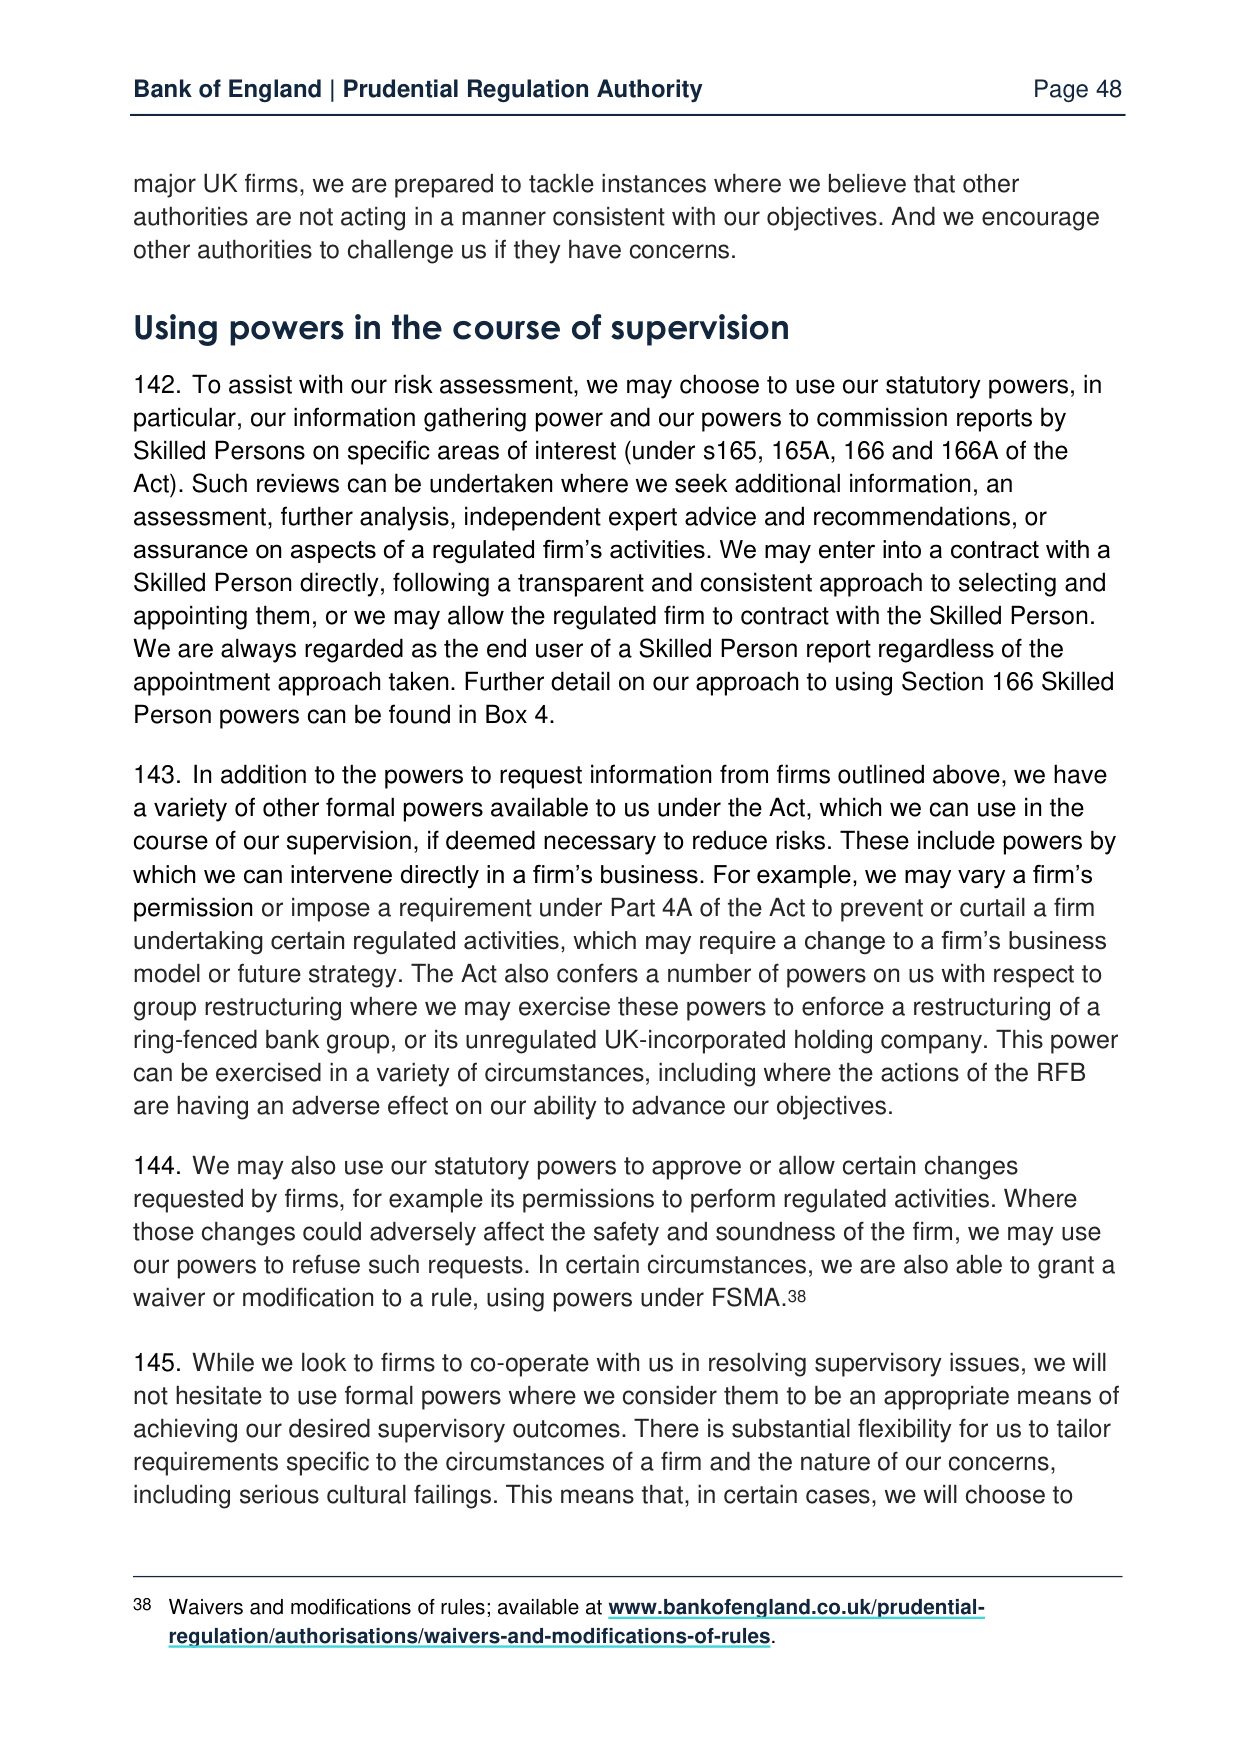 Bank of England | Prudential Regulation Authority Page 48
major UK firms, we are prepared to tackle instances where we believe that other
authorities are not acting in a manner consistent with our objectives. And we encourage
other authorities to challenge us if they have concerns.
Using powers in the course of supervision
142. To assist with our risk assessment, we may choose to use our statutory powers, in
particular, our information gathering power and our powers to commission reports by
Skilled Persons on specific areas of interest (under s165, 165A, 166 and 166A of the
Act). Such reviews can be undertaken where we seek additional information, an
assessment, further analysis, independent expert advice and recommendations, or
assurance on aspects of a regulated firm’s activities. We may enter into a contract with a
Skilled Person directly, following a transparent and consistent approach to selecting and
appointing them, or we may allow the regulated firm to contract with the Skilled Person.
We are always regarded as the end user of a Skilled Person report regardless of the
appointment approach taken. Further detail on our approach to using Section 166 Skilled
Person powers can be found in Box 4.
143. In addition to the powers to request information from firms outlined above, we have
a variety of other formal powers available to us under the Act, which we can use in the
course of our supervision, if deemed necessary to reduce risks. These include powers by
which we can intervene directly in a firm’s business. For example, we may vary a firm’s
permission or impose a requirement under Part 4A of the Act to prevent or curtail a firm
undertaking certain regulated activities, which may require a change to a firm’s business
model or future strategy. The Act also confers a number of powers on us with respect to
group restructuring where we may exercise these powers to enforce a restructuring of a
ring-fenced bank group, or its unregulated UK-incorporated holding company. This power
can be exercised in a variety of circumstances, including where the actions of the RFB
are having an adverse effect on our ability to advance our objectives.
144. We may also use our statutory powers to approve or allow certain changes
requested by firms, for example its permissions to perform regulated activities. Where
those changes could adversely affect the safety and soundness of the firm, we may use
our powers to refuse such requests. In certain circumstances, we are also able to grant a
waiver or modification to a rule, using powers under FSMA.38
145. While we look to firms to co-operate with us in resolving supervisory issues, we will
not hesitate to use formal powers where we consider them to be an appropriate means of
achieving our desired supervisory outcomes. There is substantial flexibility for us to tailor
requirements specific to the circumstances of a firm and the nature of our concerns,
including serious cultural failings. This means that, in certain cases, we will choose to
38 Waivers and modifications of rules; available at www.bankofengland.co.uk/prudential-
regulation/authorisations/waivers-and-modifications-of-rules.